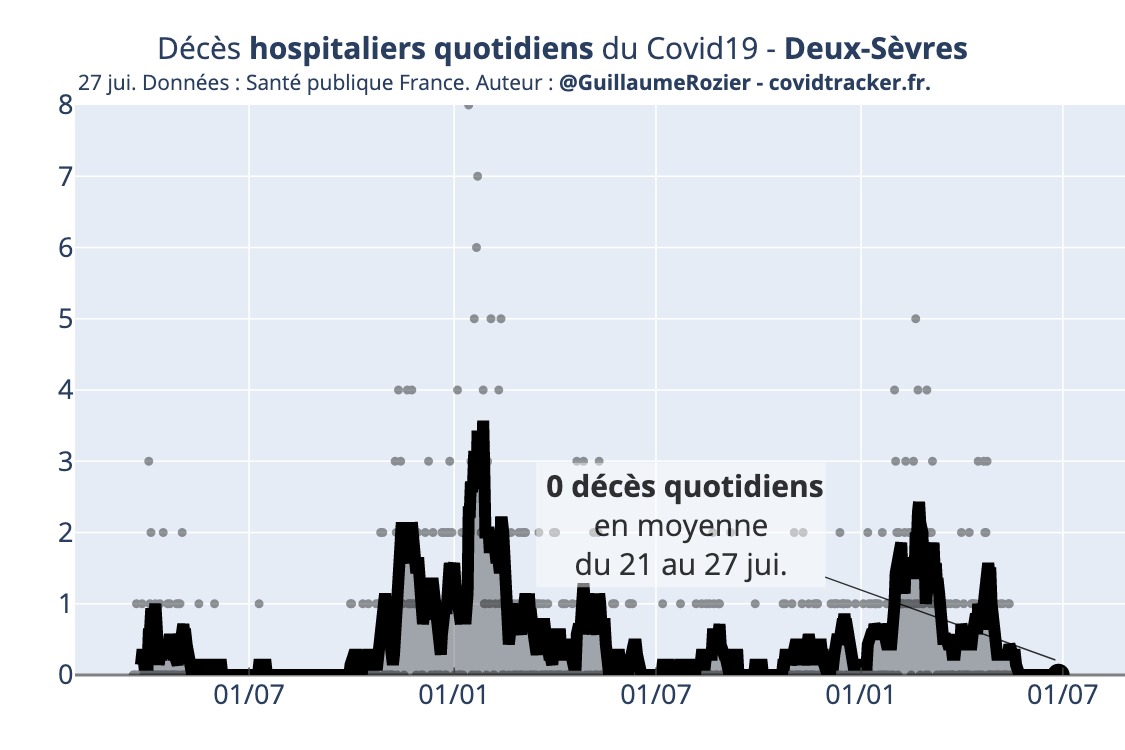 Décès hospitaliers quotidiens du Covid19 - Deux-Sèvres
27 jui. Données : Santé publique France. Auteur : @GuillaumeRozier - covidtracker.fr.
8
7
6
5
4
3
0 décès quotidiens
en moyenne
du 21 au 27 jui.
2
1
0
01/07
01/01
01/07
01/01
01/07